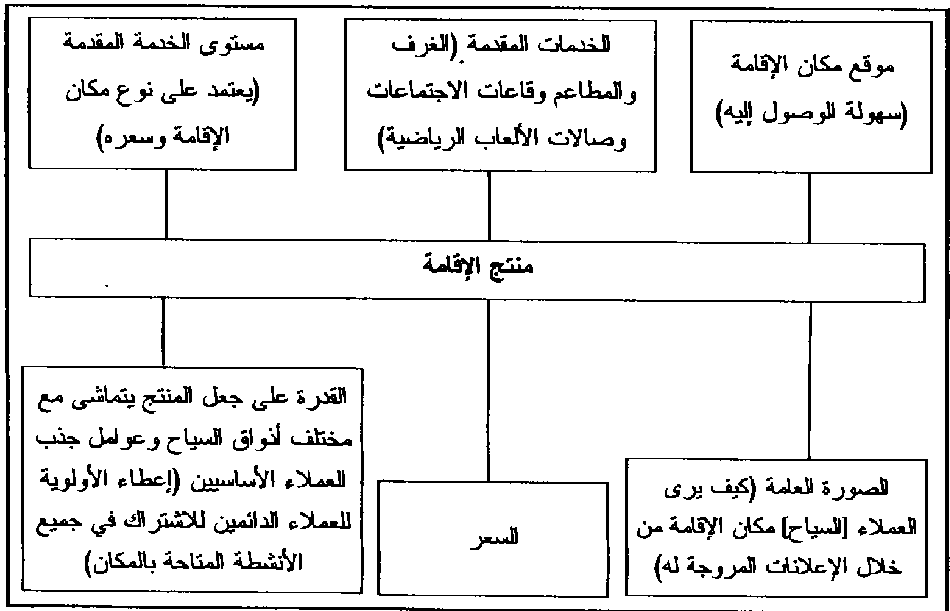 موقع مكان الإقامة
(سهولة الوصول إليه)
الخدمات المقدمة (الغرف
والمطاعم وقاعات الاجتماعات
وصالات الألعاب الرياضية)
مستوى الخدمة المقدمة
(يعتمد على نوع مكان
الإقامة وسعره)
منتج الإقامة
الصورة العامة (كيف يرى
العملاء [السياح] مكان الإقامة من
خلال الإعلانات المروجة له)
السعر
القدرة على جعل المنتج يتماشى مع
مختلف أذواق السياح وعوامل جذب
العملاء الأساسيين (إعطاء الأولوية
للعملاء الدائمين للاشتراك في جميع
الأنشطة المتاحة بالمكان)